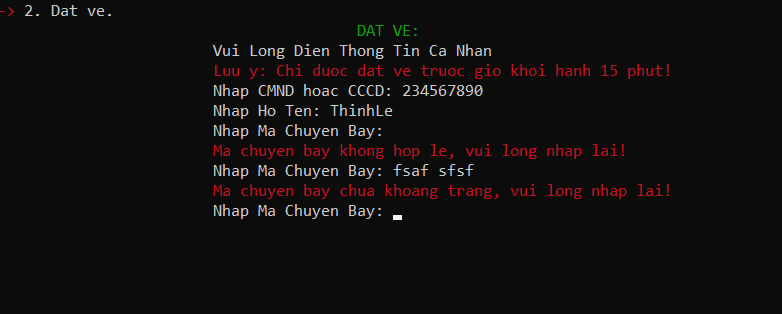 -> 2. Dat ve.
DAT VE:
Vui Long Dien Thong Tin Ca Nhan
Luu y: Chi duoc dat ve truoc gio khoi hanh 15 phut!
Nhap CMND hoac CCCD: 234567890
Nhap Ho Ten: ThinhLe
Nhap Ma Chuyen Bay:
Ma chuyen bay khong hop le, vui long nhap lai!
Nhap Ma Chuyen Bay: fsaf sfsf
Ma chuyen bay chua khoang trang, vui long nhap lai!
Nhap Ma Chuyen Bay: